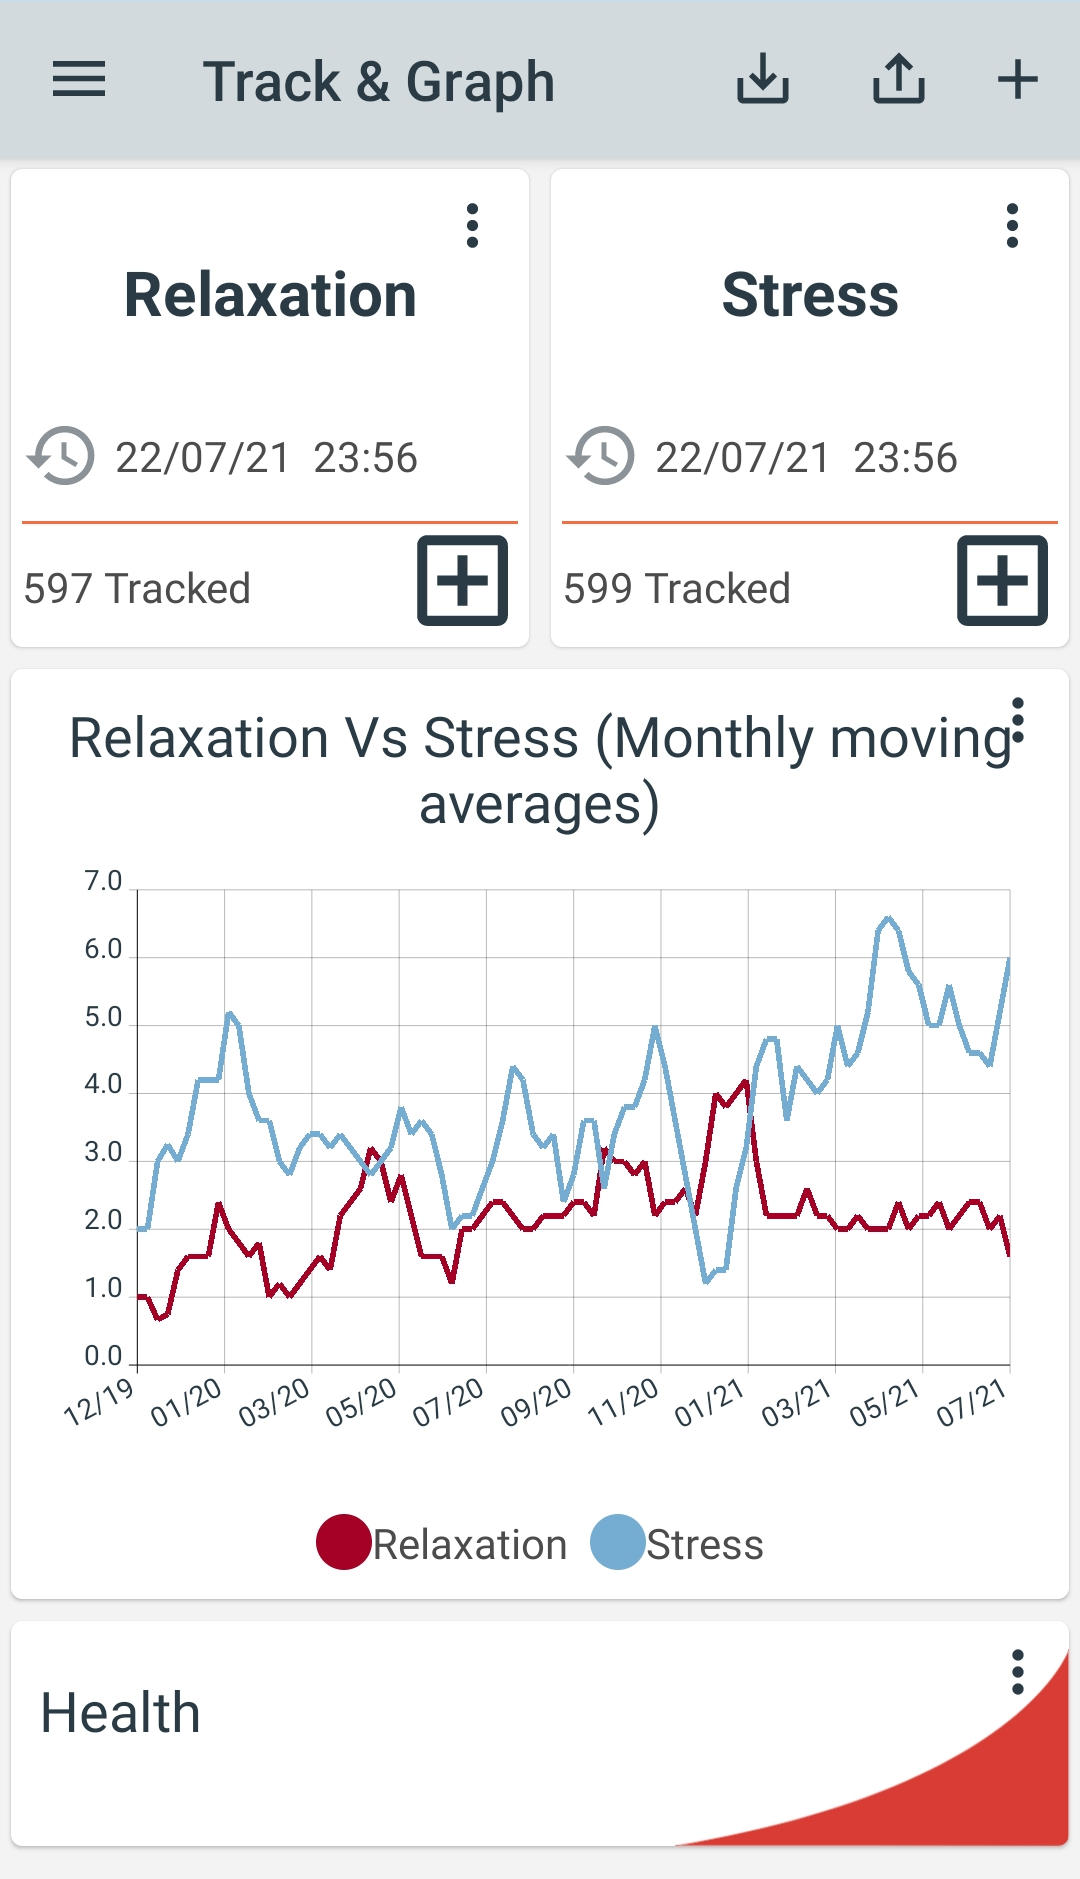 Track & Graph
Relaxation
22/07/21 23:56
597 Tracked
Stress
22/07/21 23:56
599 Tracked
Relaxation Vs Stress (Monthly moving
averages)
7.0
6.0
5.0
4.0
3.0
2.0
1.0
0.0
12/19 01/20 03/20 05/20 07/20 09/20 11/20 01/21 03/21 05/21 07/21
Relaxation Stress
Health